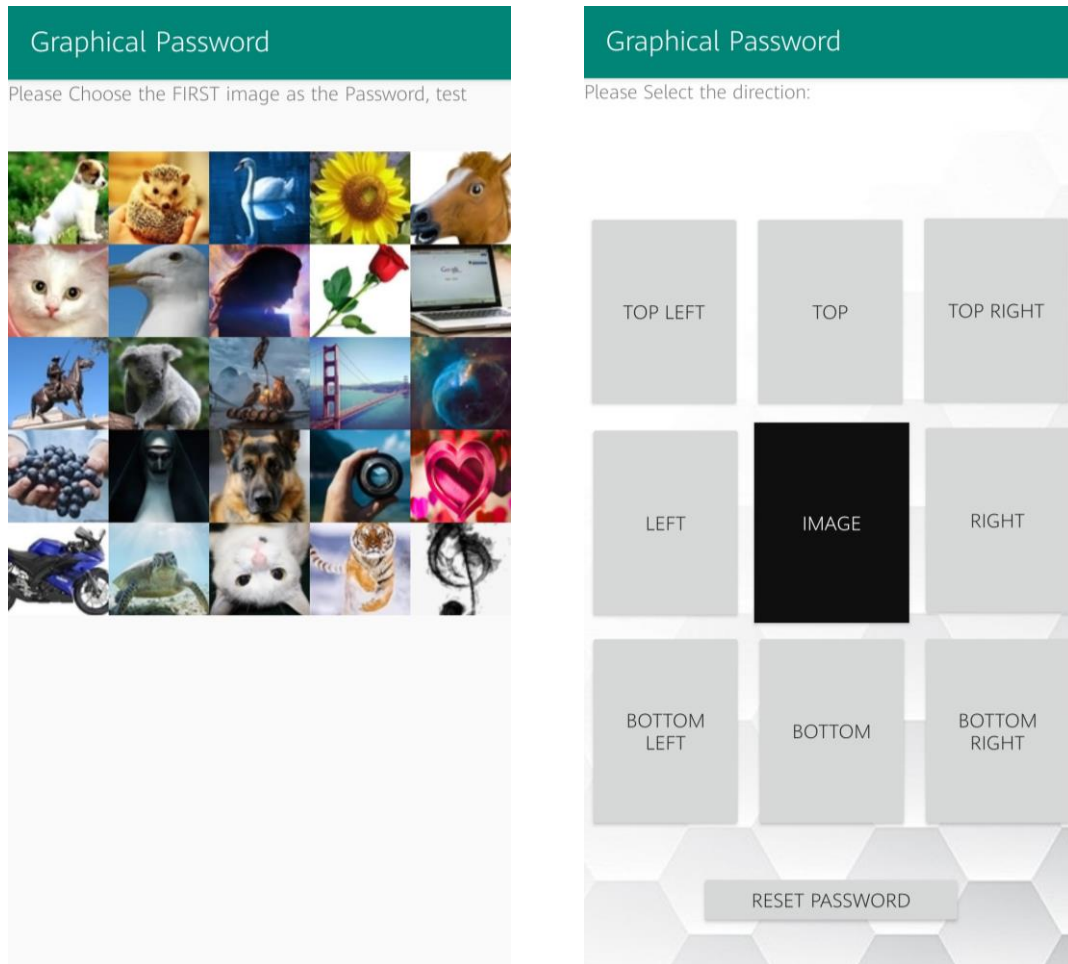 Graphical Password
Please Choose the FIRST image as the Password, test
Graphical Password
Please Select the direction:
TOP LEFT
TOP
TOP RIGHT
LEFT
IMAGE
RIGHT
BOTTOM
LEFT
BOTTOM
BOTTOM
RIGHT
RESET PASSWORD